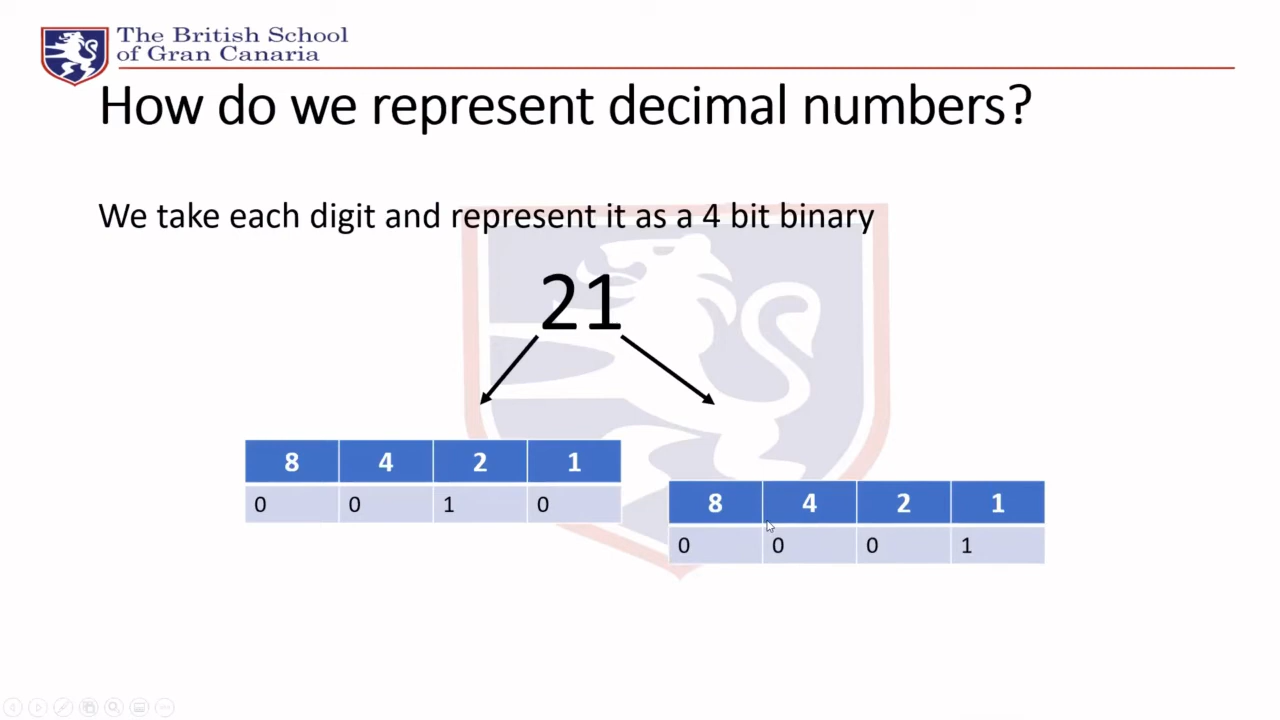 The British School
of Gran Canaria
How do we represent decimal numbers?
We take each digit and represent it as a 4 bit binary
21
8 4 2 1
0 0 1 0
8 4 2 1
0 0 0 1